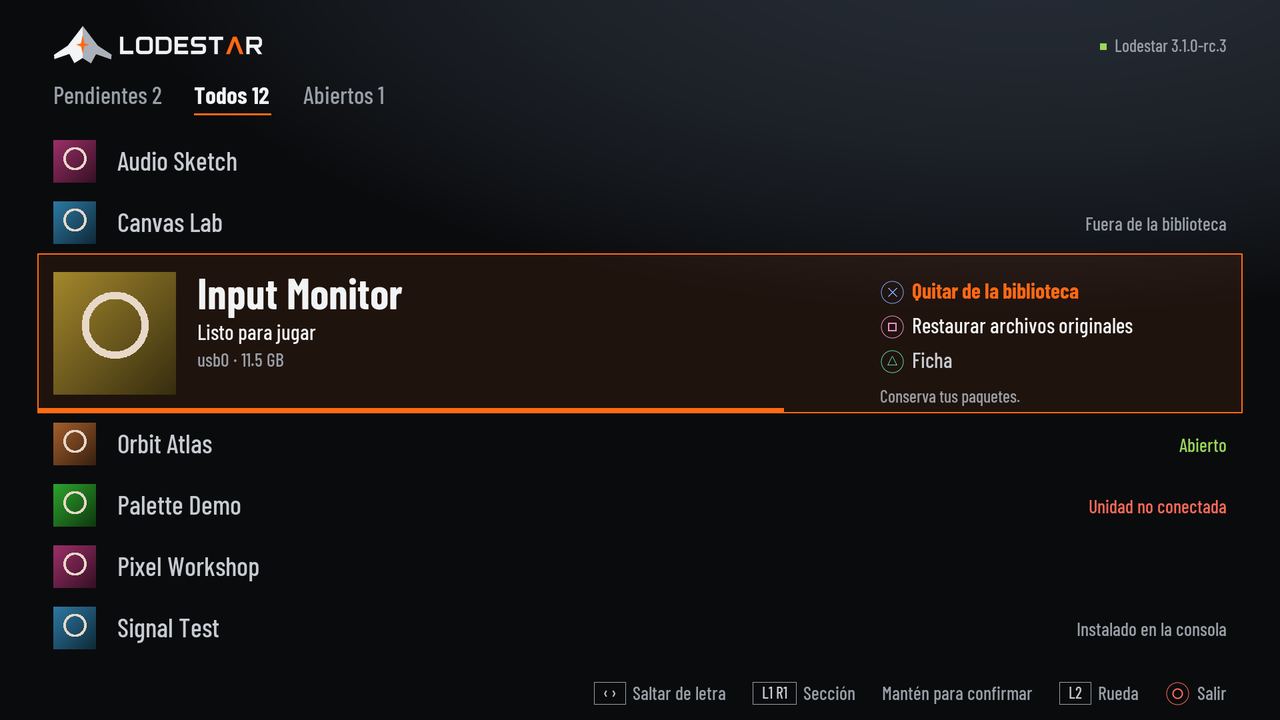 LODESTAR
Lodestar 3.1.0-rc.3
Pendientes 2
Todos 12
Abiertos 1
Audio Sketch
Canvas Lab
Fuera de la biblioteca
Input Monitor
Listo para jugar
usb0 · 11.5 GB
Quitar de la biblioteca
Restaurar archivos originales
Ficha
Conserva tus paquetes.
Orbit Atlas
Abierto
Palette Demo
Unidad no conectada
Pixel Workshop
Signal Test
Instalado en la consola
‹ › Saltar de letra
L1 R1 Sección
Mantén para confirmar
L2 Rueda
Salir